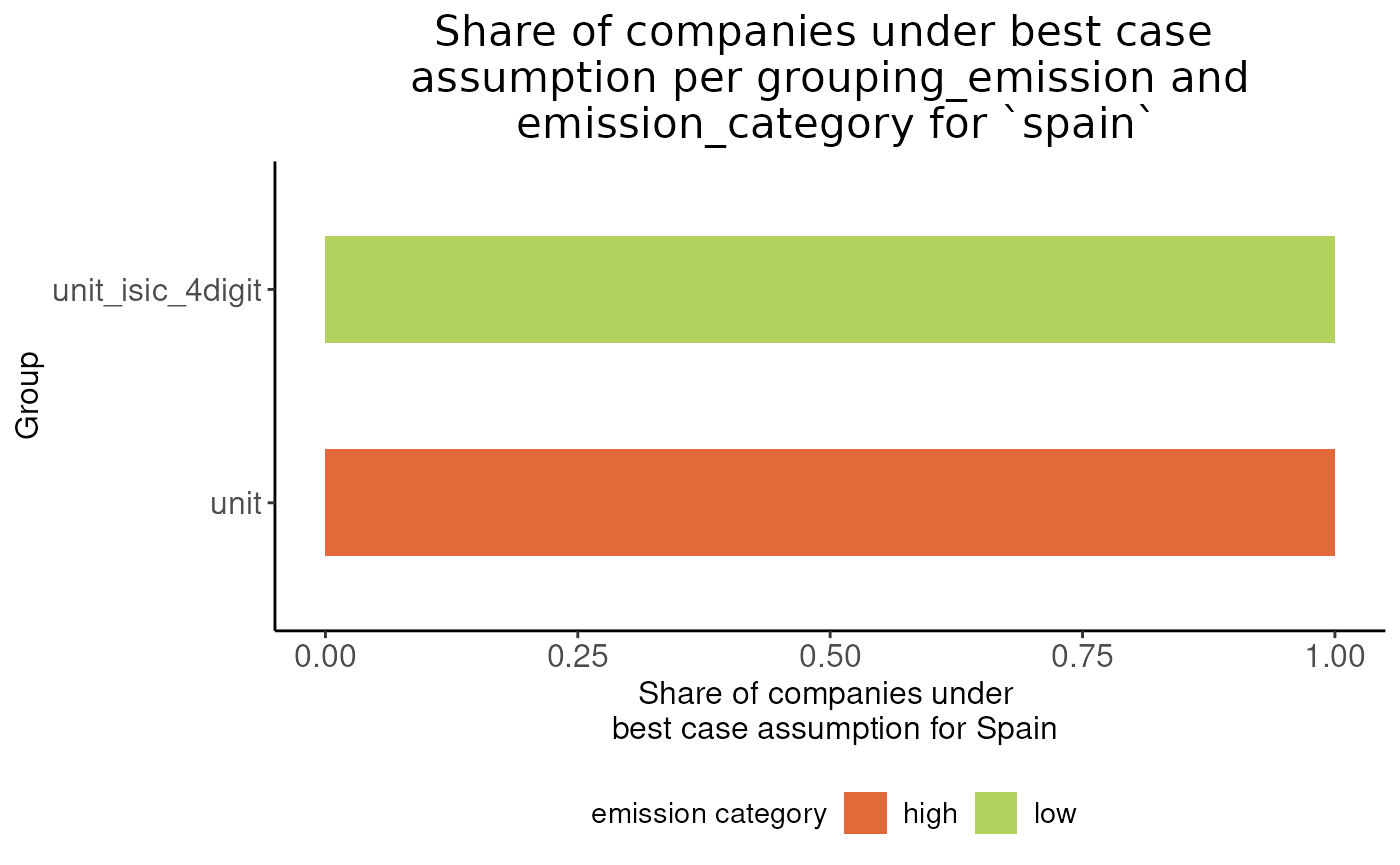 Share of companies under best case
assumption per grouping_emission and
emission_category for `spain`
Group
unit_isic_4digit
unit
0.00 0.25 0.50 0.75 1.00
Share of companies under
best case assumption for Spain
emission category high low